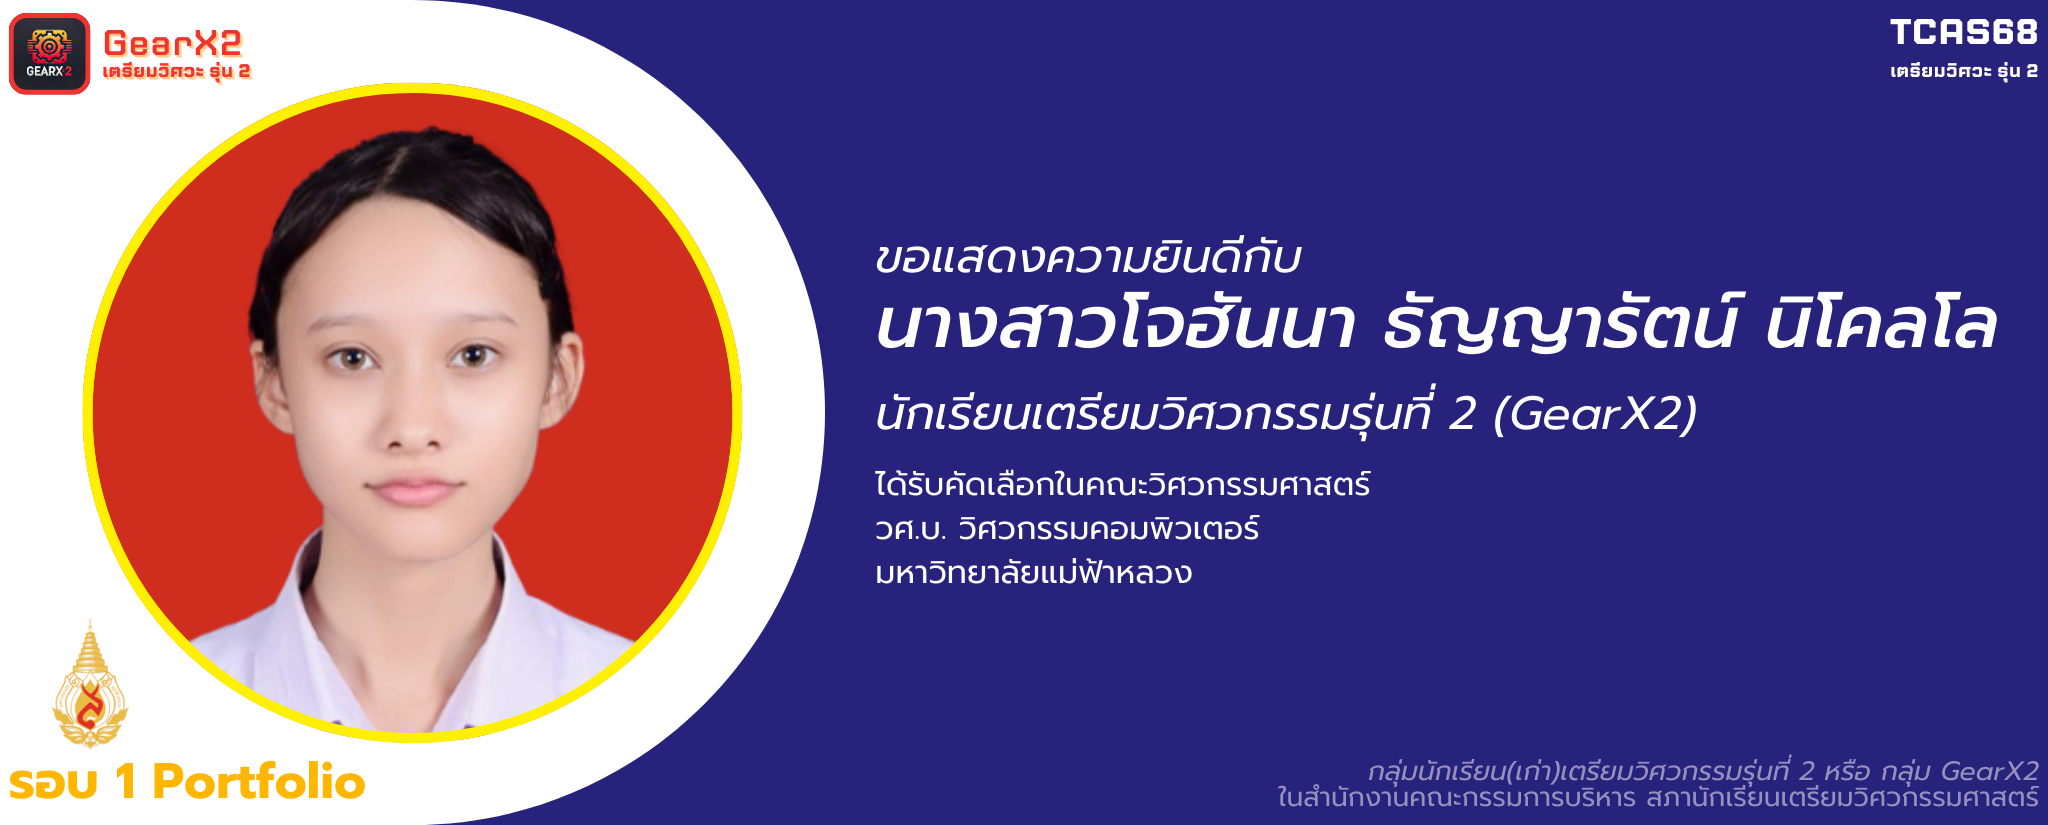 GEARX2
GearX2
เตรียมวิศวะ รุ่น 2
TCAS68
เตรียมวิศวะ รุ่น 2
ขอแสดงความยินดีกับ
นางสาวโจฮันนา ธัญญารัตน์ นิโคลโล
นักเรียนเตรียมวิศวกรรมรุ่นที่ 2 (GearX2)
ได้รับคัดเลือกในคณะวิศวกรรมศาสตร์
วศ.บ. วิศวกรรมคอมพิวเตอร์
มหาวิทยาลัยแม่ฟ้าหลวง
รอบ 1 Portfolio
กลุ่มนักเรียน(เก่า)เตรียมวิศวกรรมรุ่นที่ 2 หรือ กลุ่ม GearX2
ในสำนักงานคณะกรรมการบริหาร สภานักเรียนเตรียมวิศวกรรมศาสตร์